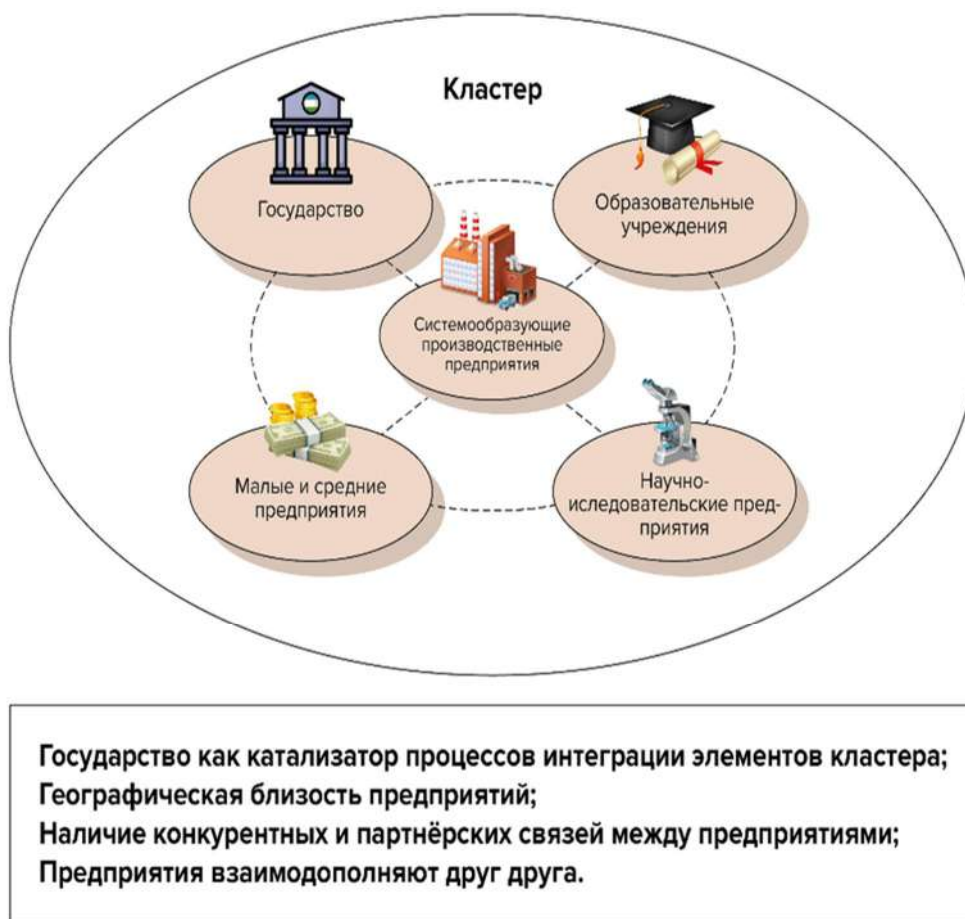 Кластер
Государство
Образовательные
учреждения
Системообразующие
производственные
предприятия
Малые и средние
предприятия
Научно-
иследовательские пред-
приятия
Государство как катализатор процессов интеграции элементов кластера;
Географическая близость предприятий;
Наличие конкурентных и партнёрских связей между предприятиями;
Предприятия взаимодополняют друг друга.